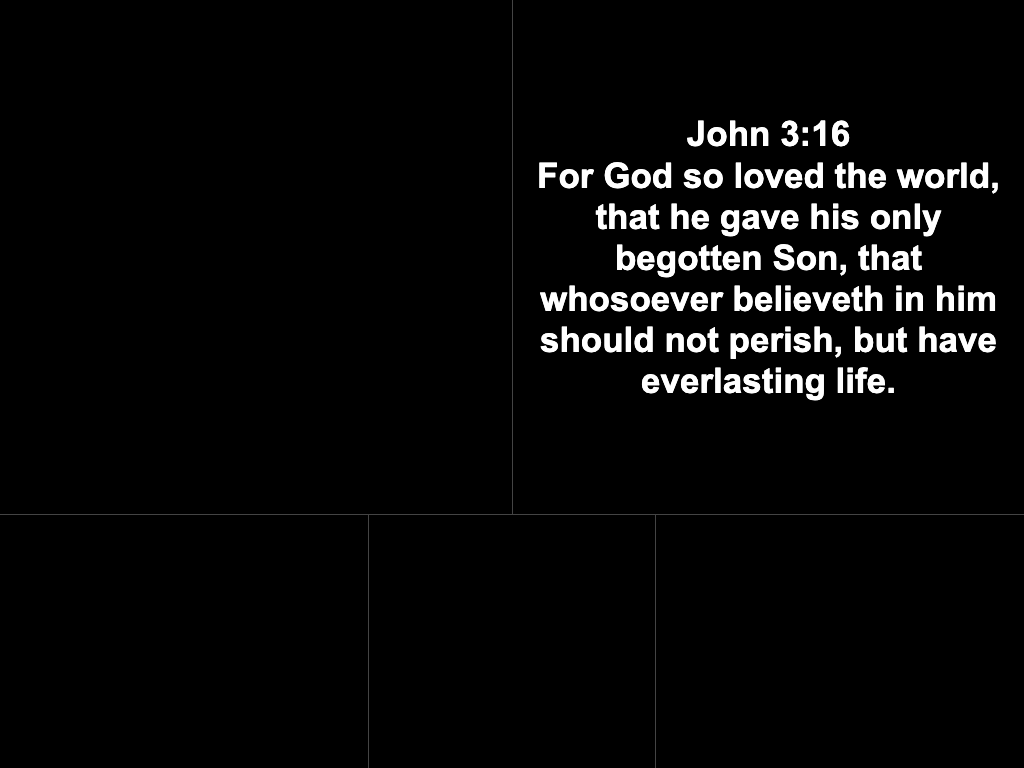 John 3:16
For God so loved the world,
that he gave his only
begotten Son, that
whosoever believeth in him
should not perish, but have
everlasting life.